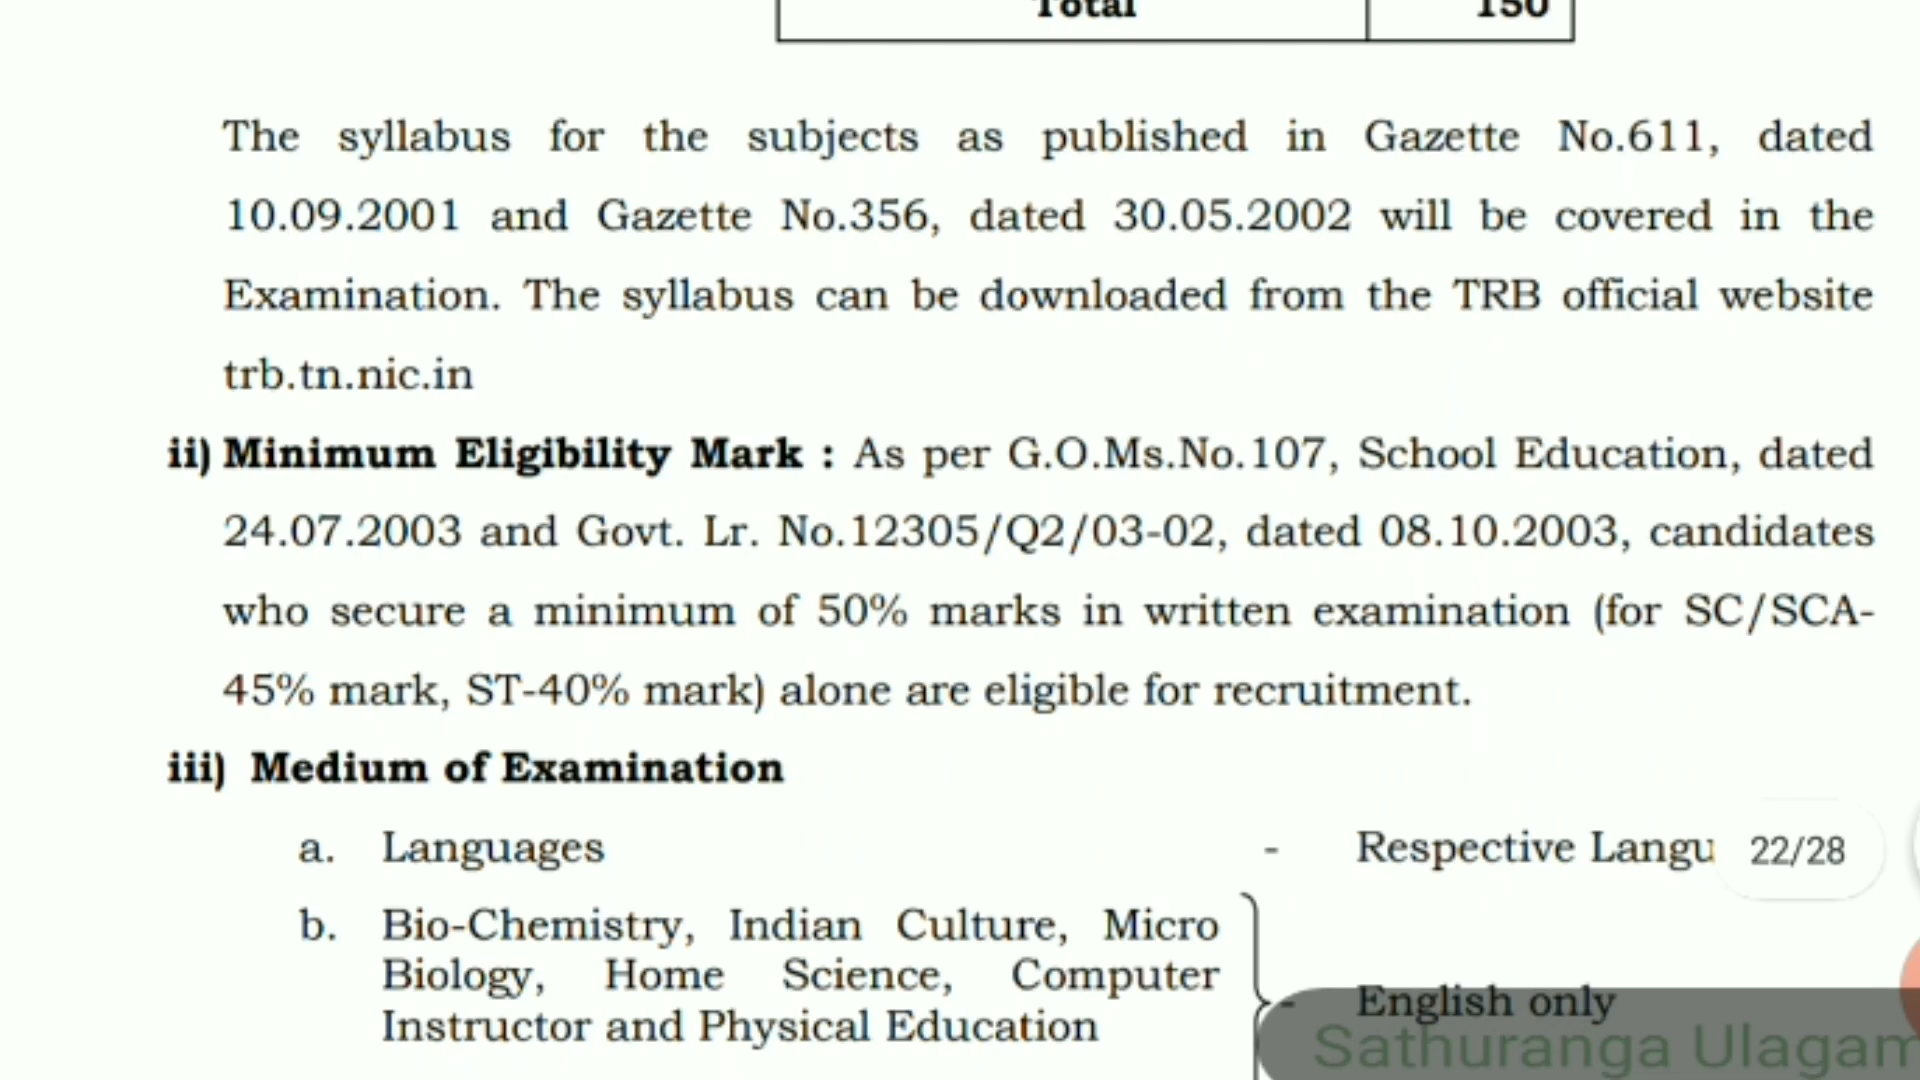 Total 150
The syllabus for the subjects as published in Gazette No.611, dated
10.09.2001 and Gazette No.356, dated 30.05.2002 will be covered in the
Examination. The syllabus can be downloaded from the TRB official website
trb.tn.nic.in
ii) Minimum Eligibility Mark : As per G.O.Ms.No.107, School Education, dated
24.07.2003 and Govt. Lr. No.12305/Q2/03-02, dated 08.10.2003, candidates
who secure a minimum of 50% marks in written examination (for SC/SCA-
45% mark, ST-40% mark) alone are eligible for recruitment.
iii) Medium of Examination
a. Languages - Respective Langu 22/28
b. Bio-Chemistry, Indian Culture, Micro
Biology, Home Science, Computer
Instructor and Physical Education
- English only
Sathuranga Ulagam